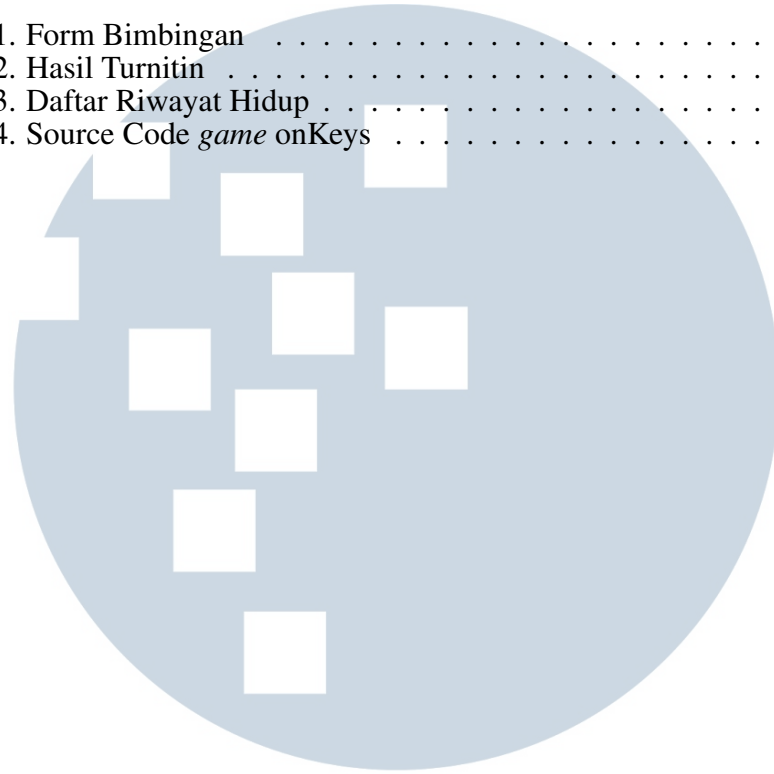 1. Form Bimbingan . . . . . . . . . . . . . . . . . . . . .
2. Hasil Turnitin . . . . . . . . . . . . . . . . . . . . . . .
3. Daftar Riwayat Hidup . . . . . . . . . . . . . . . . . . .
4. Source Code game onKeys . . . . . . . . . . . . . . . .